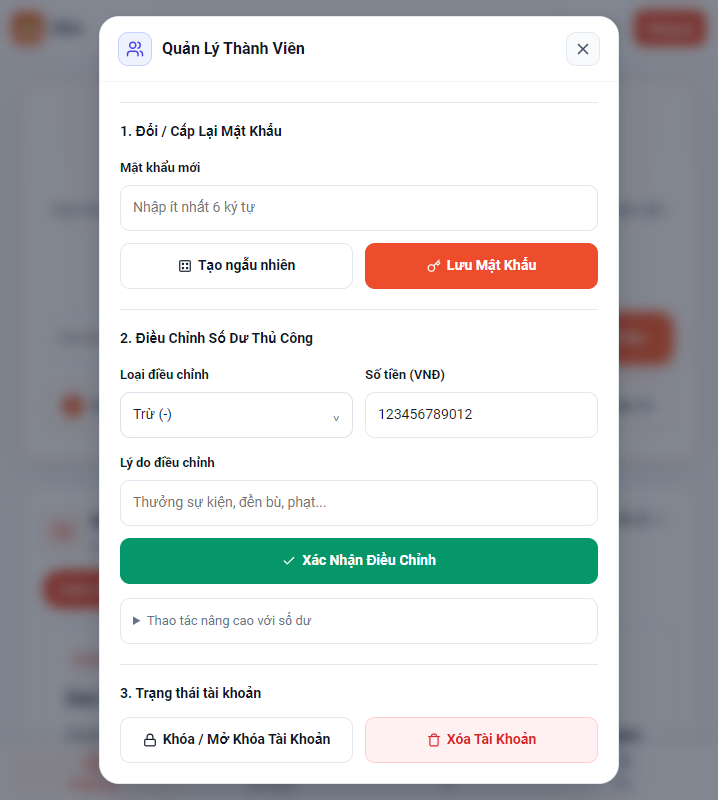 Quản Lý Thành Viên
1. Đổi / Cấp Lại Mật Khẩu
Mật khẩu mới
Nhập ít nhất 6 ký tự
Tạo ngẫu nhiên
Lưu Mật Khẩu
2. Điều Chỉnh Số Dư Thủ Công
Loại điều chỉnh
Số tiền (VNĐ)
Trừ (-)
123456789012
Lý do điều chỉnh
Thưởng sự kiện, đền bù, phạt...
Xác Nhận Điều Chỉnh
Thao tác nâng cao với số dư
3. Trạng thái tài khoản
Khóa / Mở Khóa Tài Khoản
Xóa Tài Khoản